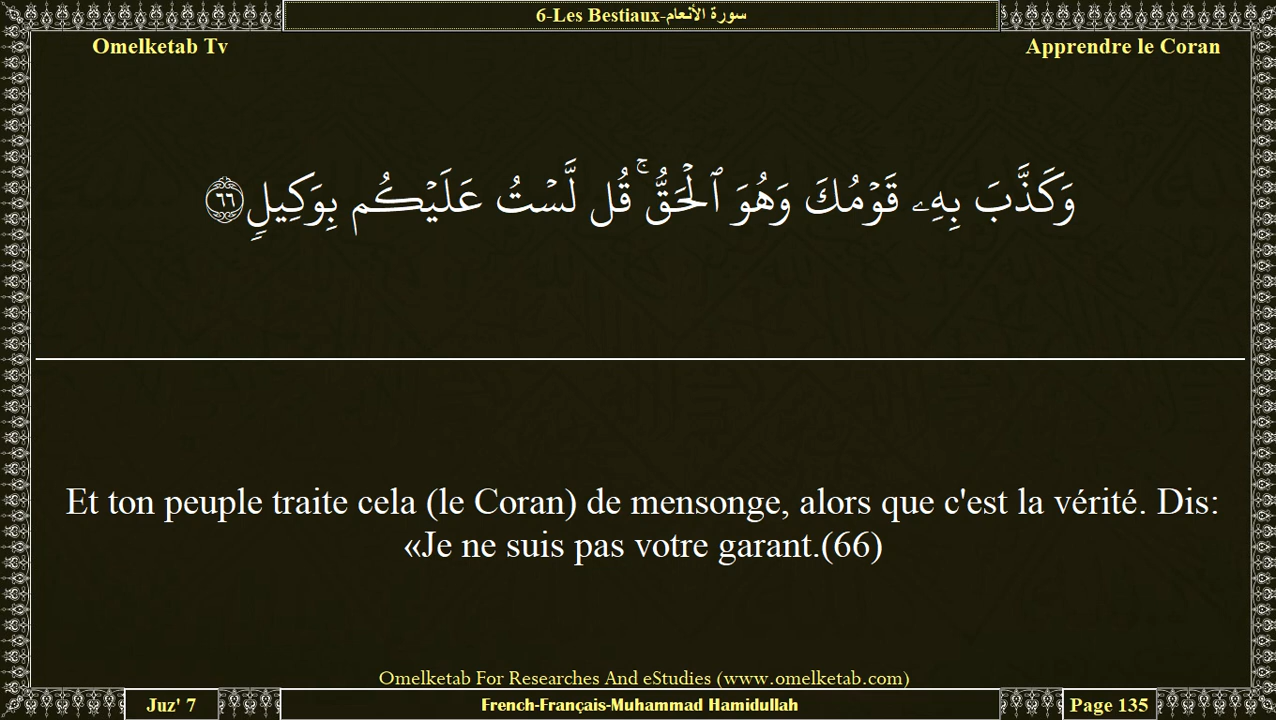 6-Les Bestiaux-سورة الأنعام
Omelketab Tv
Apprendre le Coran
وَكَذَّبَ بِهِۦ قَوْمُكَ وَهُوَ ٱلْحَقُّ ۚ قُل لَّسْتُ عَلَيْكُم بِوَكِيلٍۢ ٦٦
Et ton peuple traite cela (le Coran) de mensonge, alors que c'est la vérité. Dis:
«Je ne suis pas votre garant.(66)
Omelketab For Researches And eStudies (www.omelketab.com)
Juz' 7
French-Français-Muhammad Hamidullah
Page 135